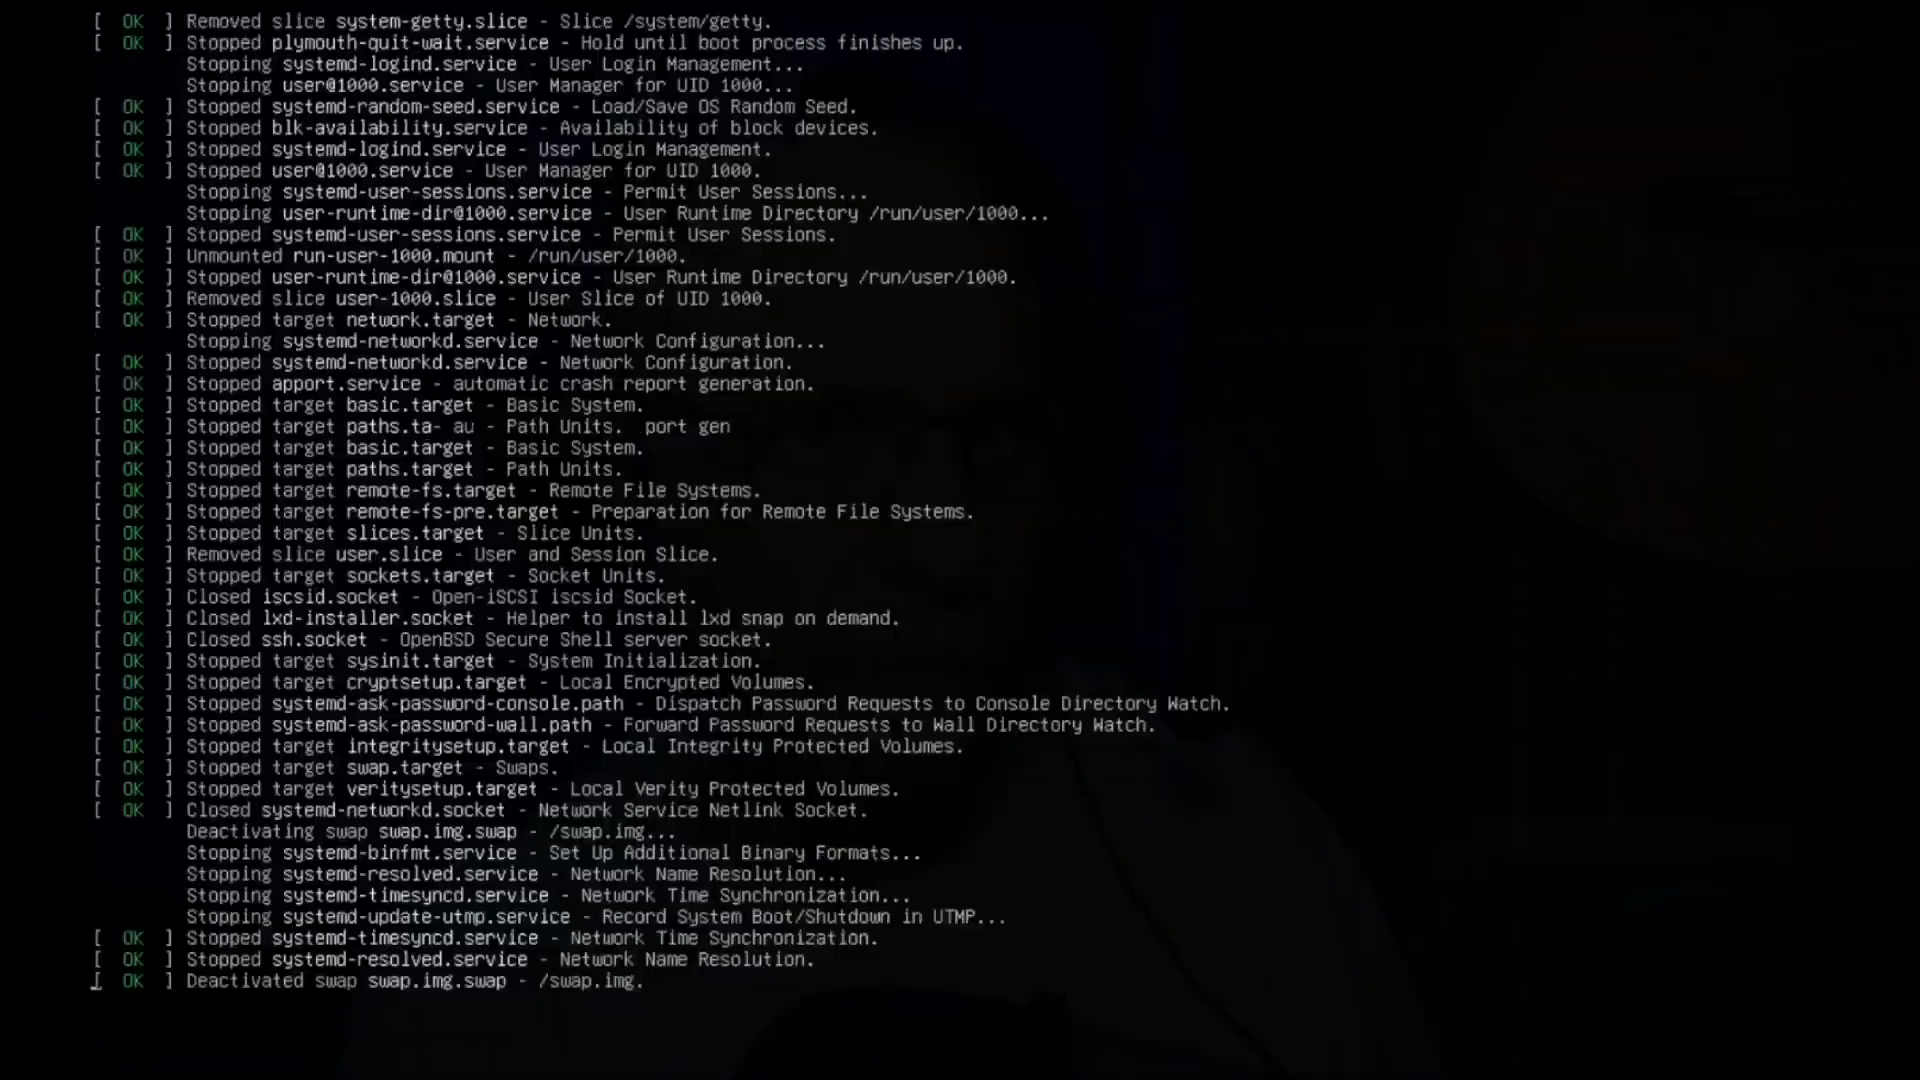 [  OK  ] Removed slice system-getty.slice - Slice /system/getty.
[  OK  ] Stopped plymouth-quit-wait.service - Hold until boot process finishes up.
Stopping systemd-logind.service - User Login Management...
Stopping user@1000.service - User Manager for UID 1000...
[  OK  ] Stopped systemd-random-seed.service - Load/Save OS Random Seed.
[  OK  ] Stopped blk-availability.service - Availability of block devices.
[  OK  ] Stopped systemd-logind.service - User Login Management.
[  OK  ] Stopped user@1000.service - User Manager for UID 1000.
Stopping systemd-user-sessions.service - Permit User Sessions...
Stopping user-runtime-dir@1000.service - User Runtime Directory /run/user/1000...
[  OK  ] Stopped systemd-user-sessions.service - Permit User Sessions.
[  OK  ] Unmounted run-user-1000.mount - /run/user/1000.
[  OK  ] Stopped user-runtime-dir@1000.service - User Runtime Directory /run/user/1000.
[  OK  ] Removed slice user-1000.slice - User Slice of UID 1000.
[  OK  ] Stopped target network.target - Network.
Stopping systemd-networkd.service - Network Configuration...
[  OK  ] Stopped systemd-networkd.service - Network Configuration.
[  OK  ] Stopped apport.service - automatic crash report generation.
[  OK  ] Stopped target basic.target - Basic System.
[  OK  ] Stopped target paths.ta- au - Path Units.  port gen
[  OK  ] Stopped target basic.target - Basic System.
[  OK  ] Stopped target paths.target - Path Units.
[  OK  ] Stopped target remote-fs.target - Remote File Systems.
[  OK  ] Stopped target remote-fs-pre.target - Preparation for Remote File Systems.
[  OK  ] Stopped target slices.target - Slice Units.
[  OK  ] Removed slice user.slice - User and Session Slice.
[  OK  ] Stopped target sockets.target - Socket Units.
[  OK  ] Closed iscsid.socket - Open-iSCSI iscsid Socket.
[  OK  ] Closed lxd-installer.socket - Helper to install lxd snap on demand.
[  OK  ] Closed ssh.socket - OpenBSD Secure Shell server socket.
[  OK  ] Stopped target sysinit.target - System Initialization.
[  OK  ] Stopped target cryptsetup.target - Local Encrypted Volumes.
[  OK  ] Stopped systemd-ask-password-console.path - Dispatch Password Requests to Console Directory Watch.
[  OK  ] Stopped systemd-ask-password-wall.path - Forward Password Requests to Wall Directory Watch.
[  OK  ] Stopped target integritysetup.target - Local Integrity Protected Volumes.
[  OK  ] Stopped target swap.target - Swaps.
[  OK  ] Stopped target veritysetup.target - Local Verity Protected Volumes.
[  OK  ] Closed systemd-networkd.socket - Network Service Netlink Socket.
Deactivating swap swap.img.swap - /swap.img...
Stopping systemd-binfmt.service - Set Up Additional Binary Formats...
Stopping systemd-resolved.service - Network Name Resolution...
Stopping systemd-timesyncd.service - Network Time Synchronization...
Stopping systemd-update-utmp.service - Record System Boot/Shutdown in UTMP...
[  OK  ] Stopped systemd-timesyncd.service - Network Time Synchronization.
[  OK  ] Stopped systemd-resolved.service - Network Name Resolution.
[  OK  ] Deactivated swap swap.img.swap - /swap.img.